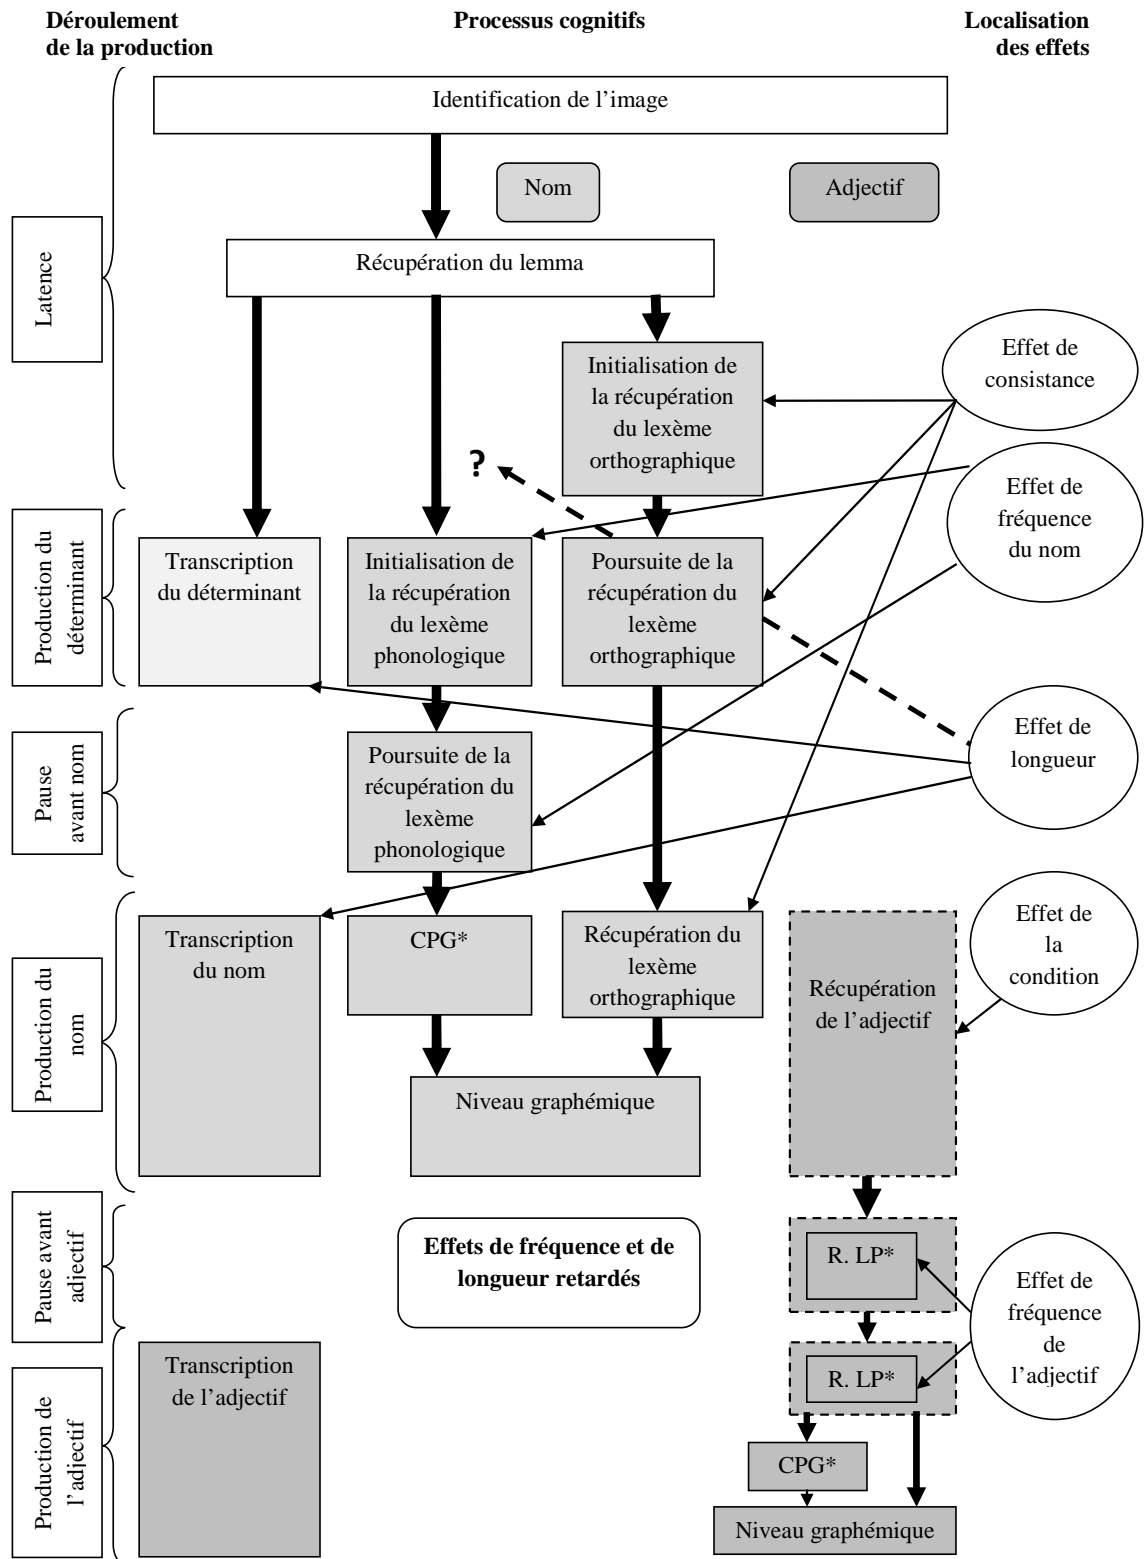 Déroulement
de la production
Processus cognitifs
Localisation
des effets
Identification de l'image
Nom
Adjectif
Latence
Récupération du lemma
Initialisation de
la récupération
du lexème
orthographique
Effet de
consistance
?
Effet de
fréquence
du nom
Production du
déterminant
Transcription
du déterminant
Initialisation de
la récupération
du lexème
phonologique
Poursuite de la
récupération du
lexème
orthographique
Effet de
longueur
Pause
avant nom
Poursuite de la
récupération du
lexème
phonologique
Effet de
la
condition
Production du
nom
Transcription
du nom
CPG*
Récupération du
lexème
orthographique
Récupération
de l'adjectif
Niveau graphémique
Pause avant
adjectif
Effets de fréquence et de
longueur retardés
R. LP*
Effet de
fréquence
de
l'adjectif
Production de
l'adjectif
Transcription
de l'adjectif
R. LP*
CPG*
Niveau graphémique